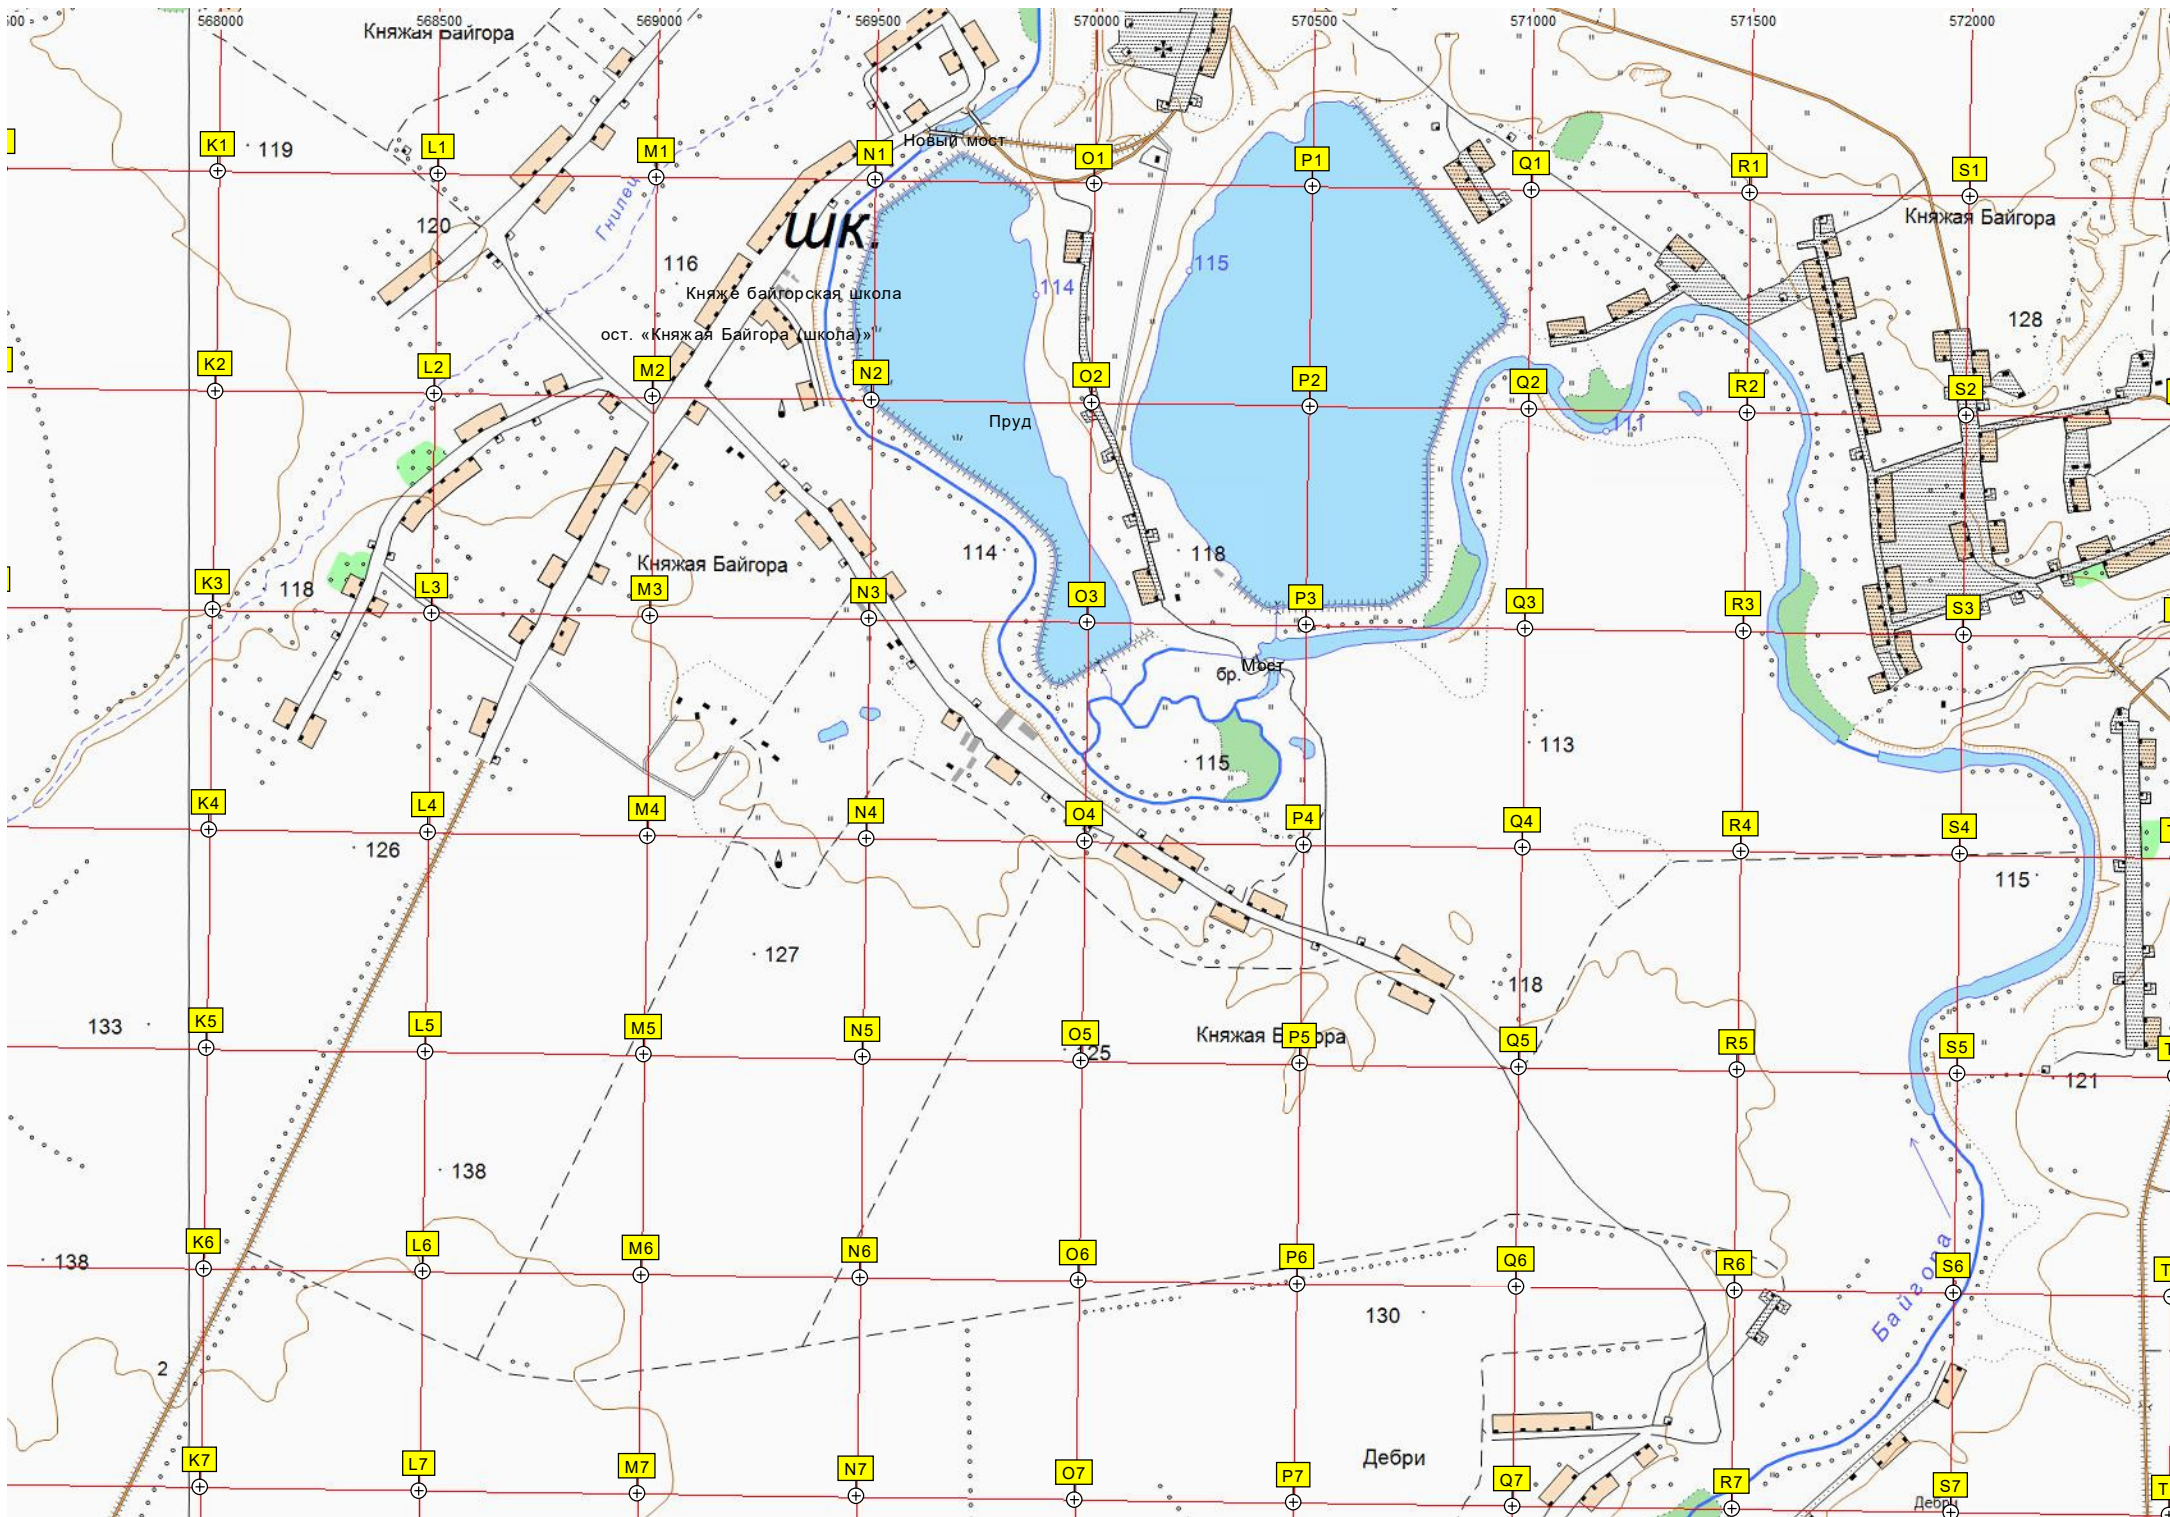 568000 568500 569000 569500 570000 570500 571000 571500 572000
Княжая Байгора
Новый мост
K1 L1 M1 N1 O1 P1 Q1 R1 S1
119
Гнилец
120
шк.
Княжая Байгора
116
115
114
Княже байгорская школа
128
ост. «Княжая Байгора (школа)»
K2 L2 M2 N2 O2 P2 Q2 R2 S2
Пруд
111
114
118
Княжая Байгора
118
K3 L3 M3 N3 O3 P3 Q3 R3 S3
Мост
бр.
113
115
K4 L4 M4 N4 O4 P4 Q4 R4 S4
126
115
127
118
133
K5 L5 M5 N5 O5 P5 Q5 R5 S5
Княжая Байгора
125
121
138
Байгора
138
K6 L6 M6 N6 O6 P6 Q6 R6 S6
130
2
Дебри
K7 L7 M7 N7 O7 P7 Q7 R7 S7
Дебри